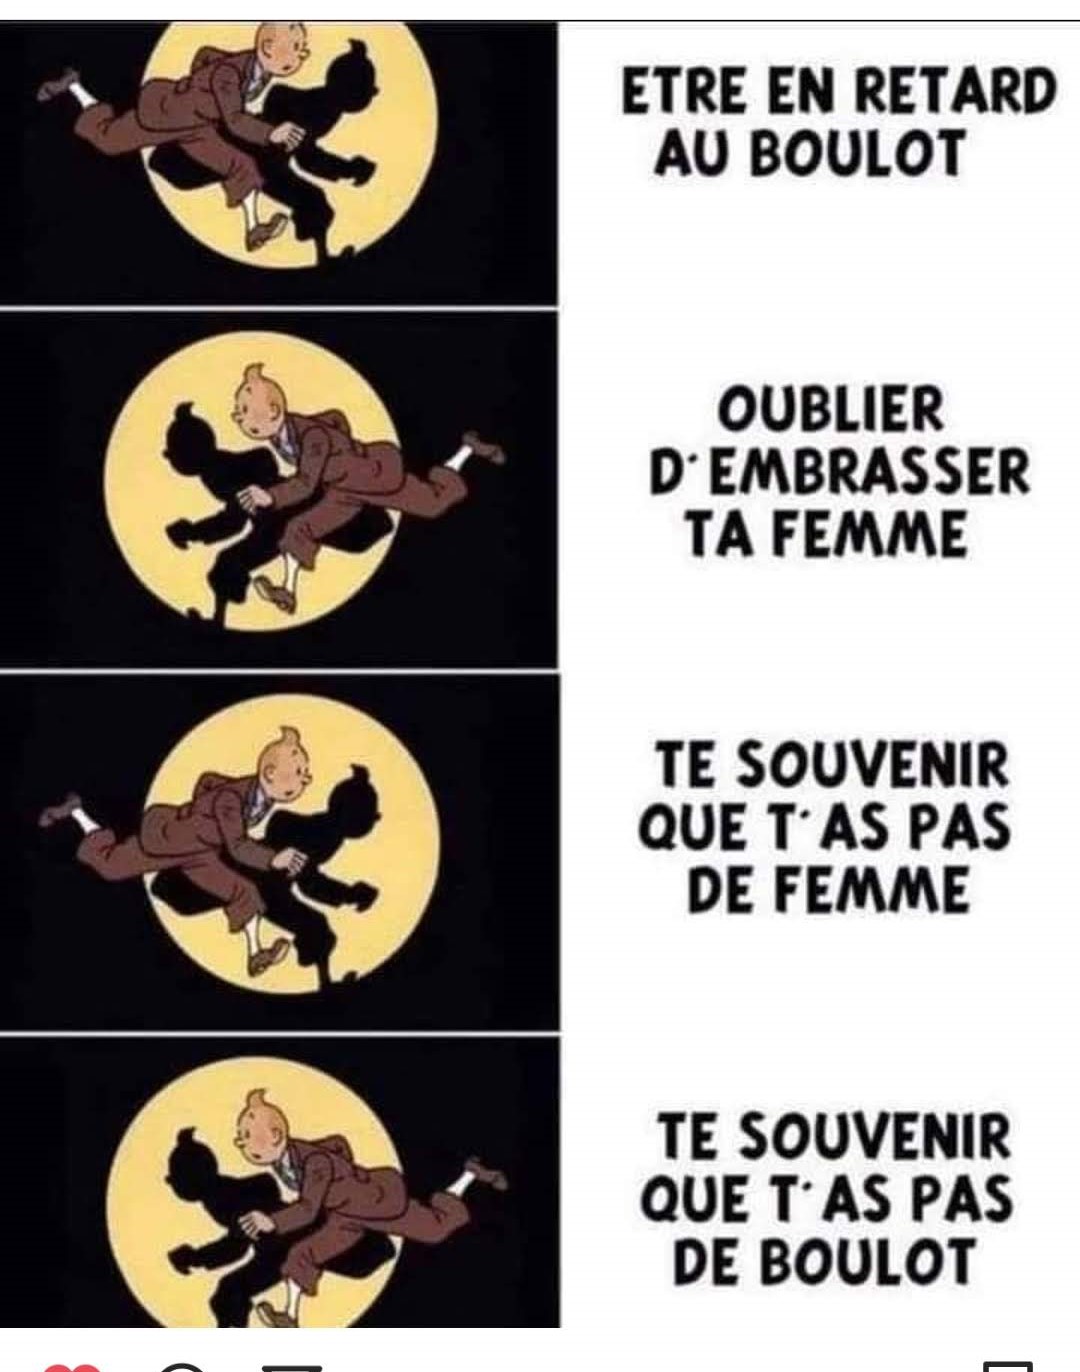 ETRE EN RETARD
AU BOULOT
OUBLIER
D'EMBRASSER
TA FEMME
TE SOUVENIR
QUE T'AS PAS
DE FEMME
TE SOUVENIR
QUE T'AS PAS
DE BOULOT